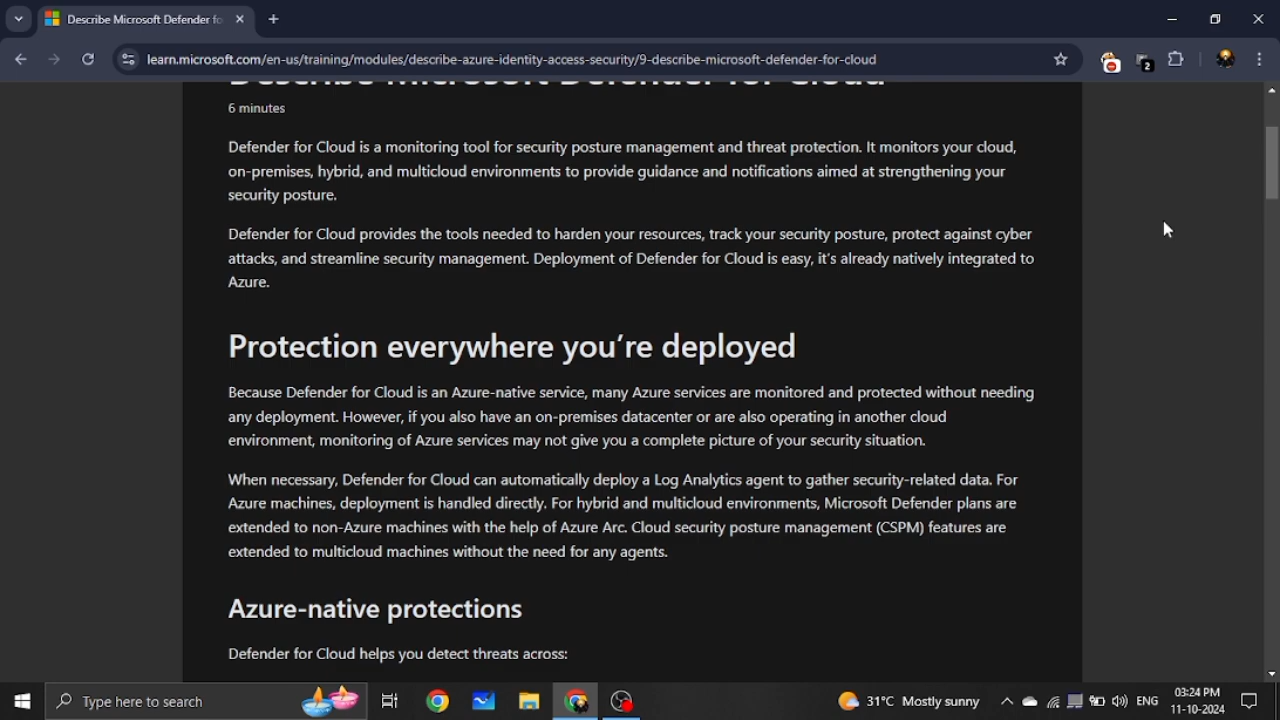 Describe Microsoft Defender fo
learn.microsoft.com/en-us/training/modules/describe-azure-identity-access-security/9-describe-microsoft-defender-for-cloud
2
Describe Microsoft Defender for Cloud
6 minutes
Defender for Cloud is a monitoring tool for security posture management and threat protection. It monitors your cloud,
on-premises, hybrid, and multicloud environments to provide guidance and notifications aimed at strengthening your
security posture.
Defender for Cloud provides the tools needed to harden your resources, track your security posture, protect against cyber
attacks, and streamline security management. Deployment of Defender for Cloud is easy, it's already natively integrated to
Azure.
Protection everywhere you’re deployed
Because Defender for Cloud is an Azure-native service, many Azure services are monitored and protected without needing
any deployment. However, if you also have an on-premises datacenter or are also operating in another cloud
environment, monitoring of Azure services may not give you a complete picture of your security situation.
When necessary, Defender for Cloud can automatically deploy a Log Analytics agent to gather security-related data. For
Azure machines, deployment is handled directly. For hybrid and multicloud environments, Microsoft Defender plans are
extended to non-Azure machines with the help of Azure Arc. Cloud security posture management (CSPM) features are
extended to multicloud machines without the need for any agents.
Azure-native protections
Defender for Cloud helps you detect threats across:
Type here to search
31°C Mostly sunny
ENG
03:24 PM
11-10-2024